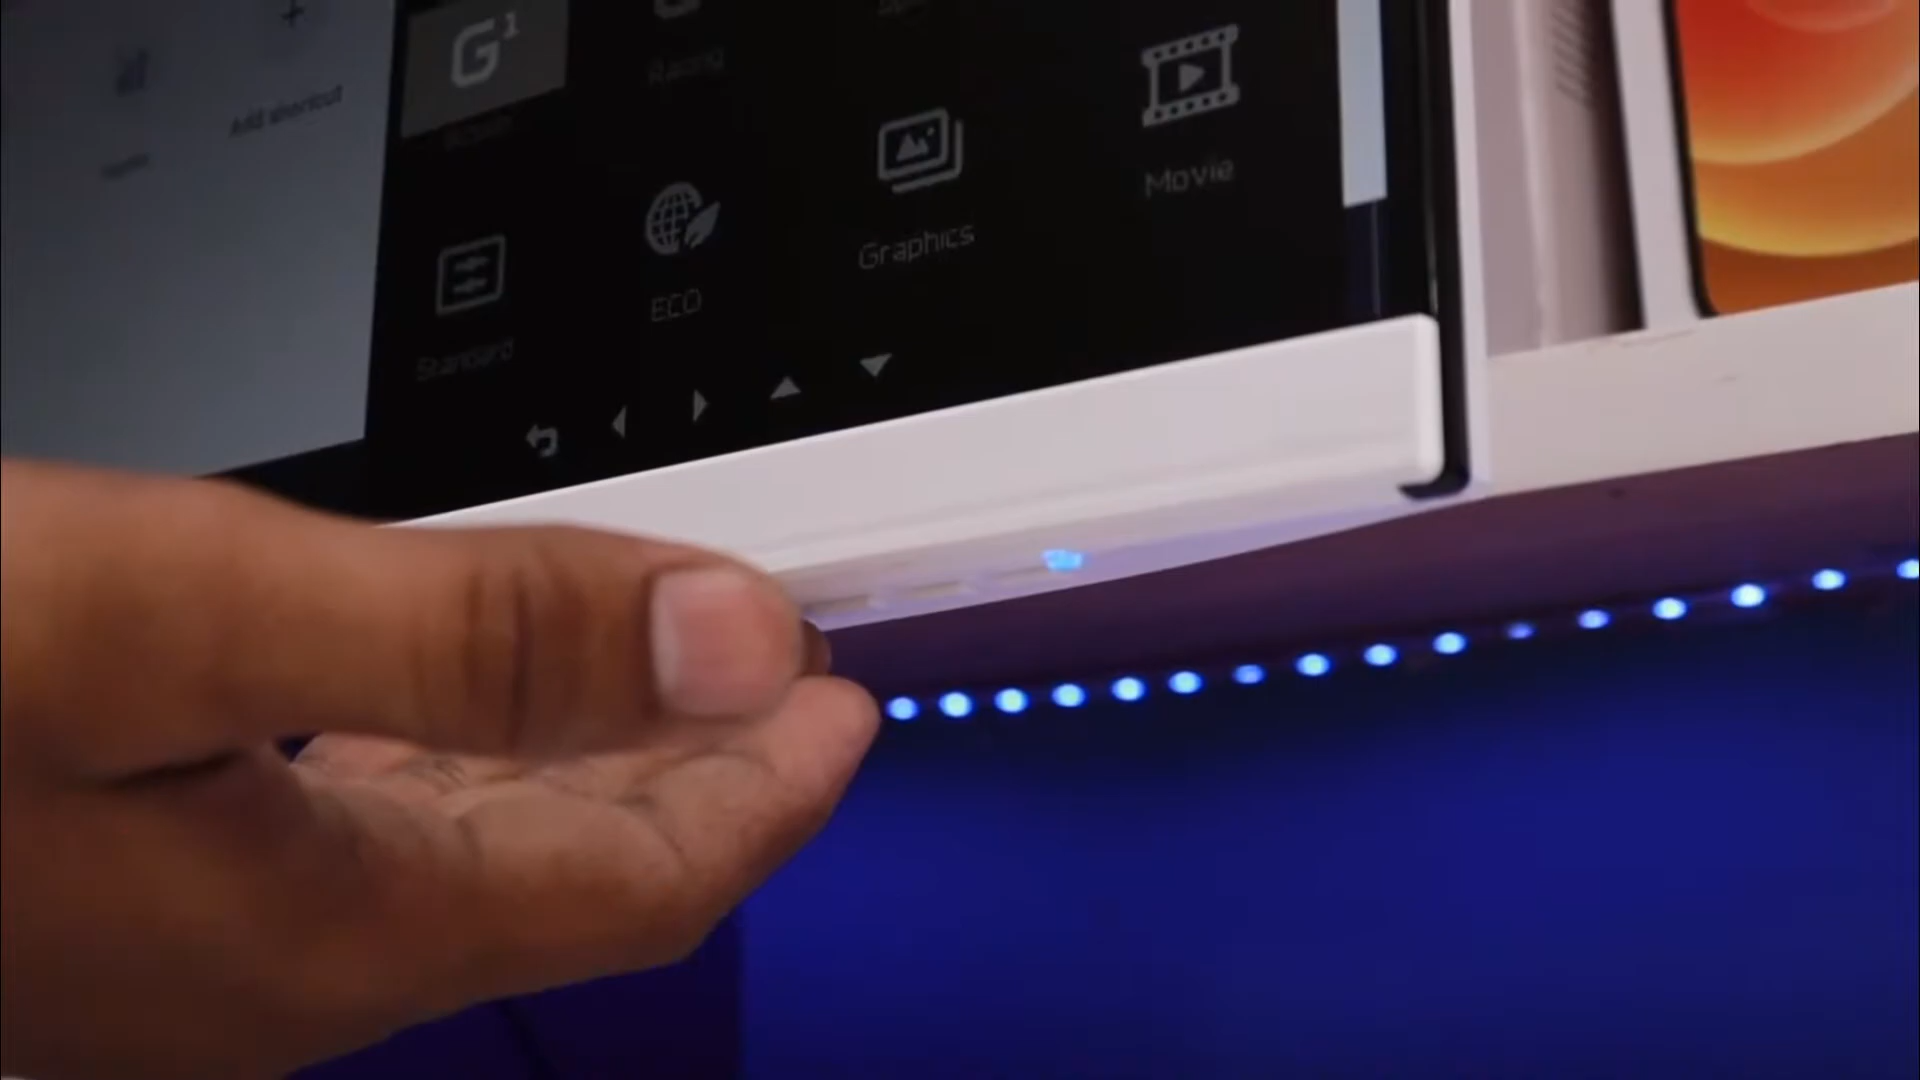 G1
Racing
Add shortcut
Movie
Graphics
ECO
Standard